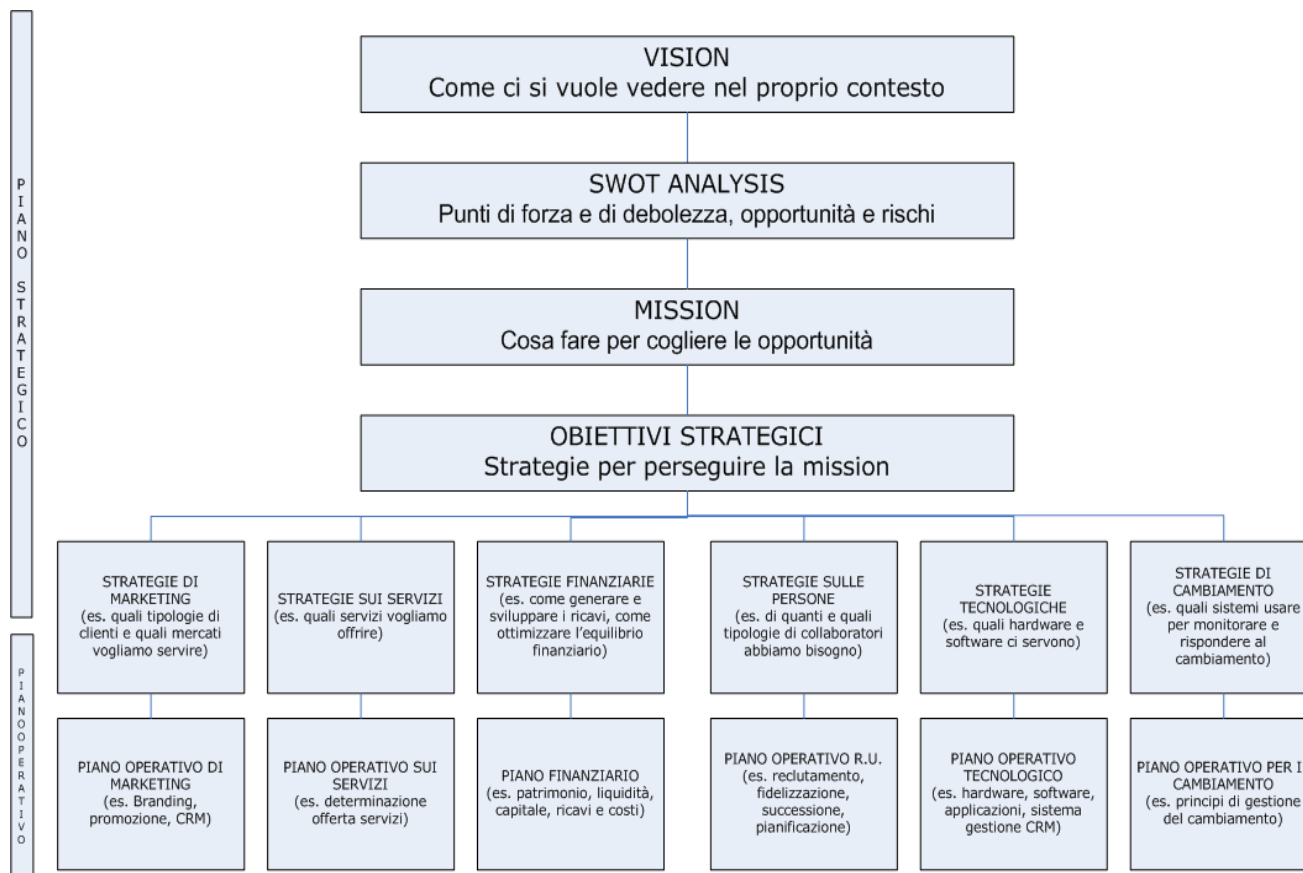 PIANO STRATEGICO
VISION
Come ci si vuole vedere nel proprio contesto
SWOT ANALYSIS
Punti di forza e di debolezza, opportunità e rischi
MISSION
Cosa fare per cogliere le opportunità
OBIETTIVI STRATEGICI
Strategie per perseguire la mission
STRATEGIE DI
MARKETING
(es. quali tipologie di
clienti e quali mercati
vogliamo servire)
STRATEGIE SUI SERVIZI
(es. quali servizi vogliamo
offrire)
STRATEGIE FINANZIARIE
(es. come generare e
sviluppare i ricavi, come
ottimizzare l'equilibrio
finanziario)
STRATEGIE SULLE
PERSONE
(es. di quanti e quali
tipologie di collaboratori
abbiamo bisogno)
STRATEGIE
TECNOLOGICHE
(es. quali hardware e
software ci servono)
STRATEGIE DI
CAMBIAMENTO
(es. quali sistemi usare
per monitorare e
rispondere al
cambiamento)
PIANOOPERATIVO
PIANO OPERATIVO DI
MARKETING
(es. Branding,
promozione, CRM)
PIANO OPERATIVO SUI
SERVIZI
(es. determinazione
offerta servizi)
PIANO FINANZIARIO
(es. patrimonio, liquidità,
capitale, ricavi e costi)
PIANO OPERATIVO R.U.
(es. reclutamento,
fidelizzazione,
successione,
pianificazione)
PIANO OPERATIVO
TECNOLOGICO
(es. hardware, software,
applicazioni, sistema
gestione CRM)
PIANO OPERATIVO PER I
CAMBIAMENTO
(es. principi di gestione
del cambiamento)